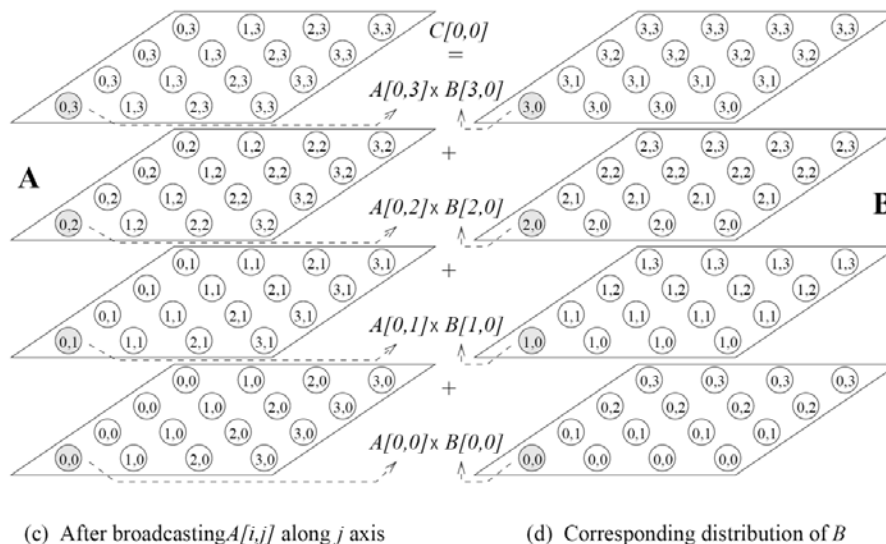 0,3 1,3 2,3 3,3 C[0,0] 3,3 3,3 3,3 3,3
0,3 1,3 2,3 3,3 = 3,2 3,2 3,2 3,2
0,3 1,3 2,3 3,3 A[0,3] x B[3,0] 3,1 3,1 3,1 3,1
0,3 1,3 2,3 3,3 3,0 3,0 3,0 3,0
0,2 1,2 2,2 3,2 + 2,3 2,3 2,3 2,3
A 0,2 1,2 2,2 3,2 2,2 2,2 2,2 2,2
0,2 1,2 2,2 3,2 A[0,2] x B[2,0] 2,1 2,1 2,1 2,1 B
0,2 1,2 2,2 3,2 2,0 2,0 2,0 2,0
0,1 1,1 2,1 3,1 + 1,3 1,3 1,3 1,3
0,1 1,1 2,1 3,1 1,2 1,2 1,2 1,2
0,1 1,1 2,1 3,1 A[0,1] x B[1,0] 1,1 1,1 1,1 1,1
0,1 1,1 2,1 3,1 1,0 1,0 1,0 1,0
0,0 1,0 2,0 3,0 + 0,3 0,3 0,3 0,3
0,0 1,0 2,0 3,0 0,2 0,2 0,2 0,2
0,0 1,0 2,0 3,0 A[0,0] x B[0,0] 0,1 0,1 0,1 0,1
0,0 1,0 2,0 3,0 0,0 0,0 0,0 0,0
(c) After broadcasting A[i,j] along j axis (d) Corresponding distribution of B